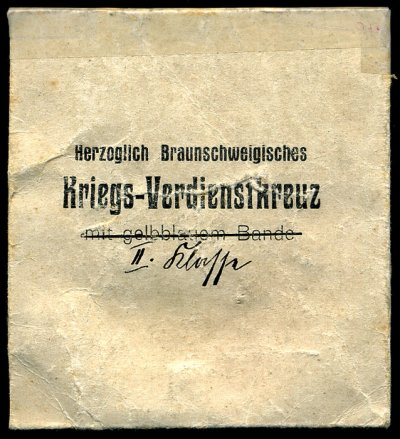 Herzoglich Braunschweigisches
Kriegs-Verdienstkreuz
mit gelbblauem Bande
II. Klasse